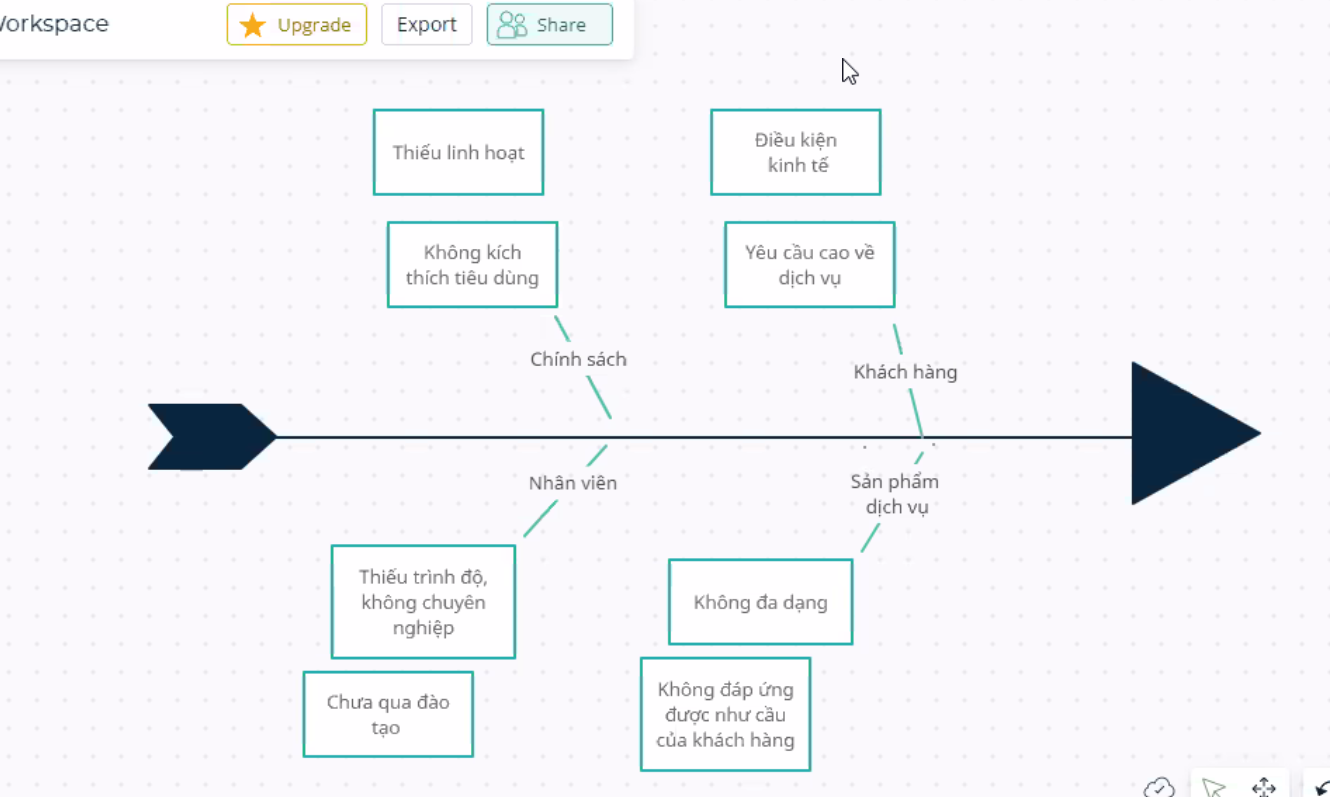 Workspace
Upgrade
Export
Share
Thiếu linh hoạt
Điều kiện
kinh tế
Không kích
thích tiêu dùng
Yêu cầu cao về
dịch vụ
Chính sách
Khách hàng
Nhân viên
Sản phẩm
dịch vụ
Thiếu trình độ,
không chuyên
nghiệp
Không đa dạng
Chưa qua đào
tạo
Không đáp ứng
được như cầu
của khách hàng